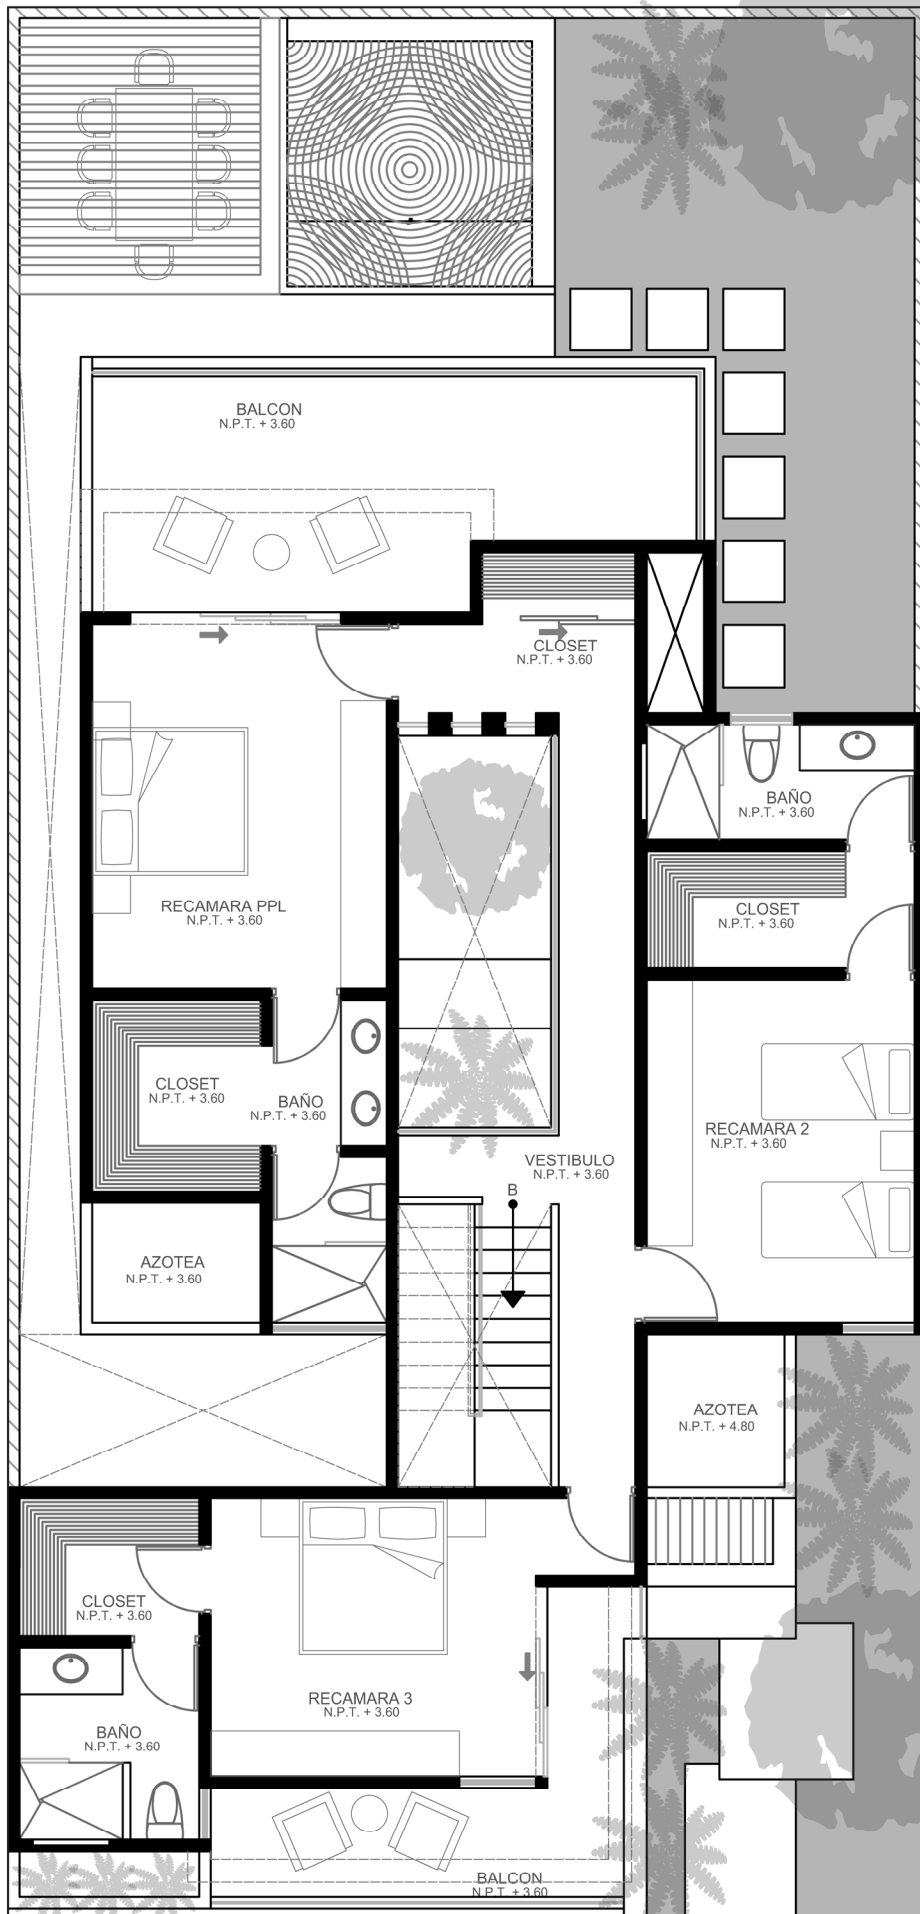 BALCON
N.P.T. + 3.60
CLOSET
N.P.T. + 3.60
BAÑO
N.P.T. + 3.60
RECAMARA PPL
N.P.T. + 3.60
CLOSET
N.P.T. + 3.60
CLOSET
N.P.T. + 3.60
BAÑO
N.P.T. + 3.60
RECAMARA 2
N.P.T. + 3.60
VESTIBULO
N.P.T. + 3.60
B
AZOTEA
N.P.T. + 3.60
AZOTEA
N.P.T. + 4.80
CLOSET
N.P.T. + 3.60
RECAMARA 3
N.P.T. + 3.60
BAÑO
N.P.T. + 3.60
BALCON
N.P.T. + 3.60